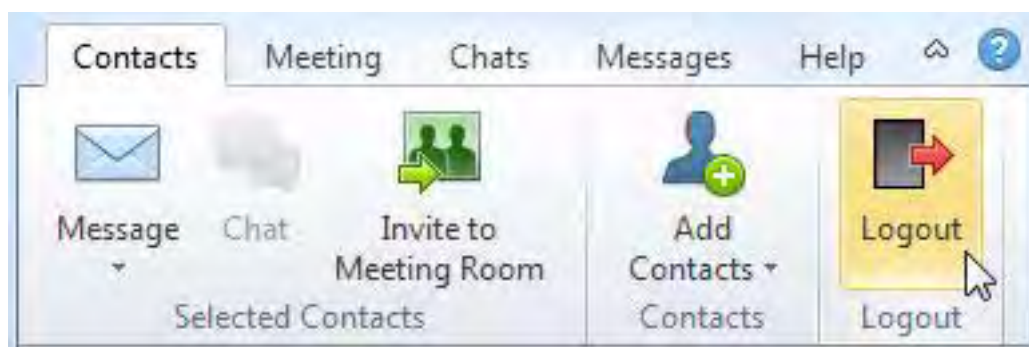 Contacts Meeting Chats Messages Help ?
Message Chat Invite to Add Logout
Meeting Room Contacts
Selected Contacts Contacts Logout